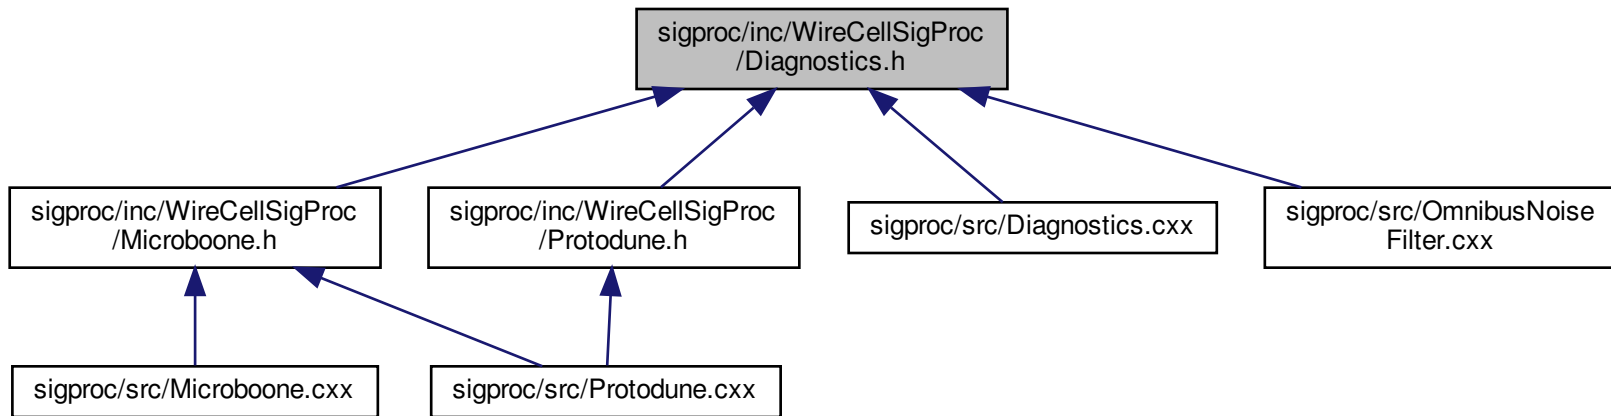 sigproc/inc/WireCellSigProc
/Diagnostics.h
sigproc/inc/WireCellSigProc
/Microboone.h
sigproc/inc/WireCellSigProc
/Protodune.h
sigproc/src/Diagnostics.cxx
sigproc/src/OmnibusNoise
Filter.cxx
sigproc/src/Microboone.cxx
sigproc/src/Protodune.cxx